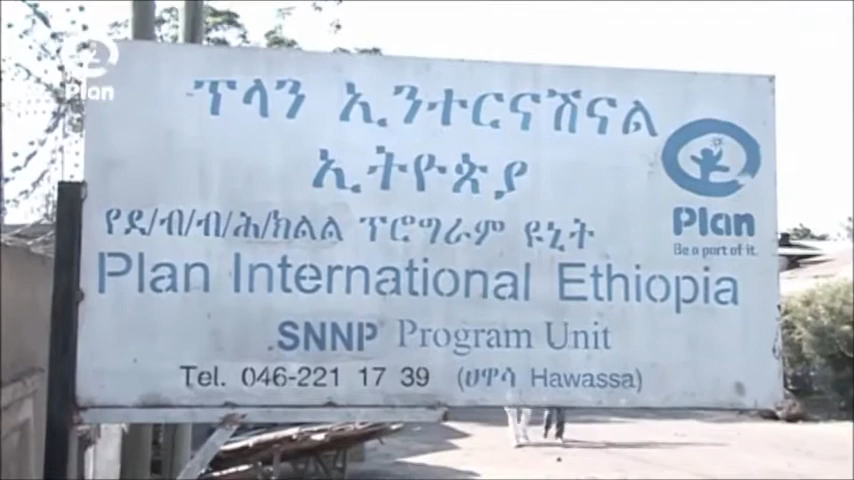 Plan
ፕላን ኢንተርናሽናል
ኢትዮጵያ
የደ/ብ/ብ/ሕ/ክልል ፕሮግራም ዩኒት
Plan International Ethiopia
SNNP Program Unit
Tel. 046-221 17 39 (ሀዋሳ HAWASSA)
Plan
Be a part of it.